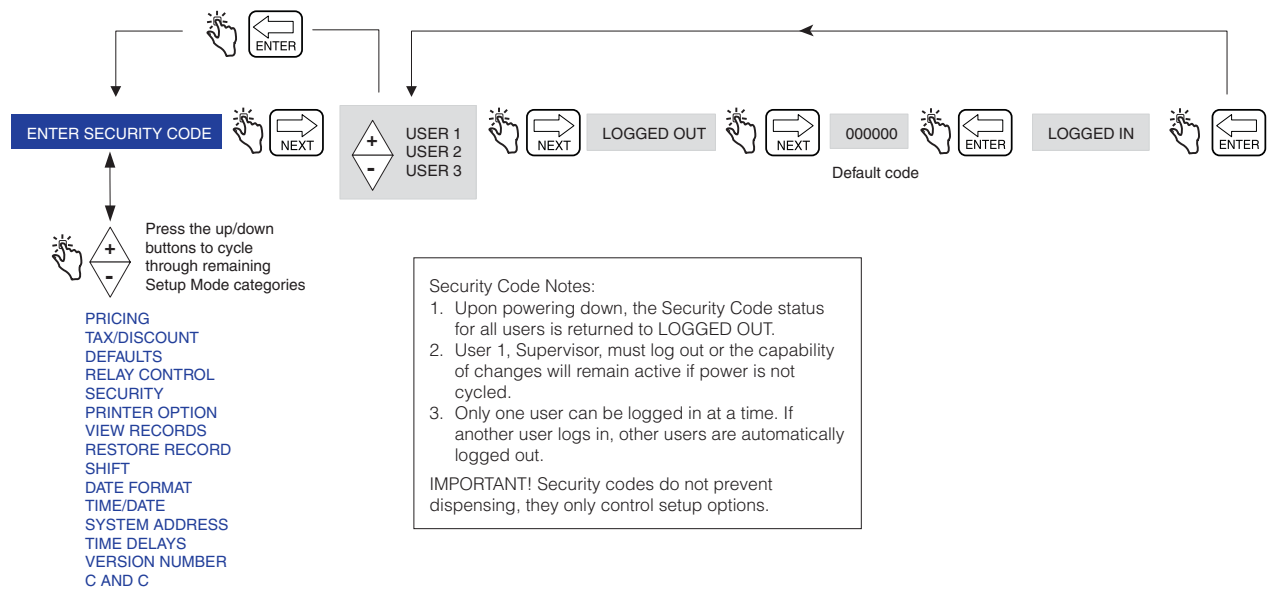 ENTER
ENTER SECURITY CODE
NEXT
+
-
USER 1
USER 2
USER 3
NEXT
LOGGED OUT
NEXT
000000
Default code
ENTER
LOGGED IN
ENTER
+
-
Press the up/down
buttons to cycle
through remaining
Setup Mode categories
PRICING
TAX/DISCOUNT
DEFAULTS
RELAY CONTROL
SECURITY
PRINTER OPTION
VIEW RECORDS
RESTORE RECORD
SHIFT
DATE FORMAT
TIME/DATE
SYSTEM ADDRESS
TIME DELAYS
VERSION NUMBER
C AND C
Security Code Notes:
1. Upon powering down, the Security Code status
for all users is returned to LOGGED OUT.
2. User 1, Supervisor, must log out or the capability
of changes will remain active if power is not
cycled.
3. Only one user can be logged in at a time. If
another user logs in, other users are automatically
logged out.
IMPORTANT! Security codes do not prevent
dispensing, they only control setup options.